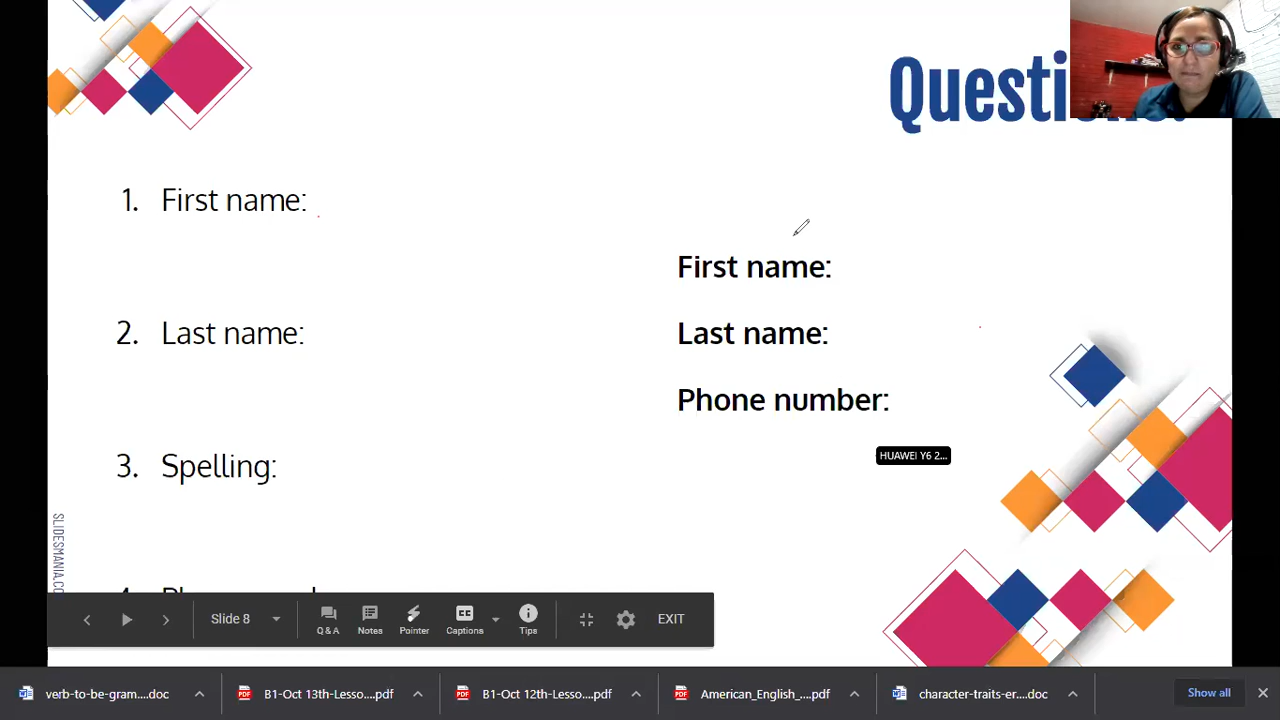 Questi
1. First name:
2. Last name:
3. Spelling:
First name:
Last name:
Phone number:
HUAWEI Y6 2...
SLIDESMANIA.CO
Slide 8
Q & A
Notes
Pointer
Captions
Tips
EXIT
verb-to-be-gram....doc
B1-Oct 13th-Lesso....pdf
B1-Oct 12th-Lesso....pdf
American_English_....pdf
character-traits-er....doc
Show all